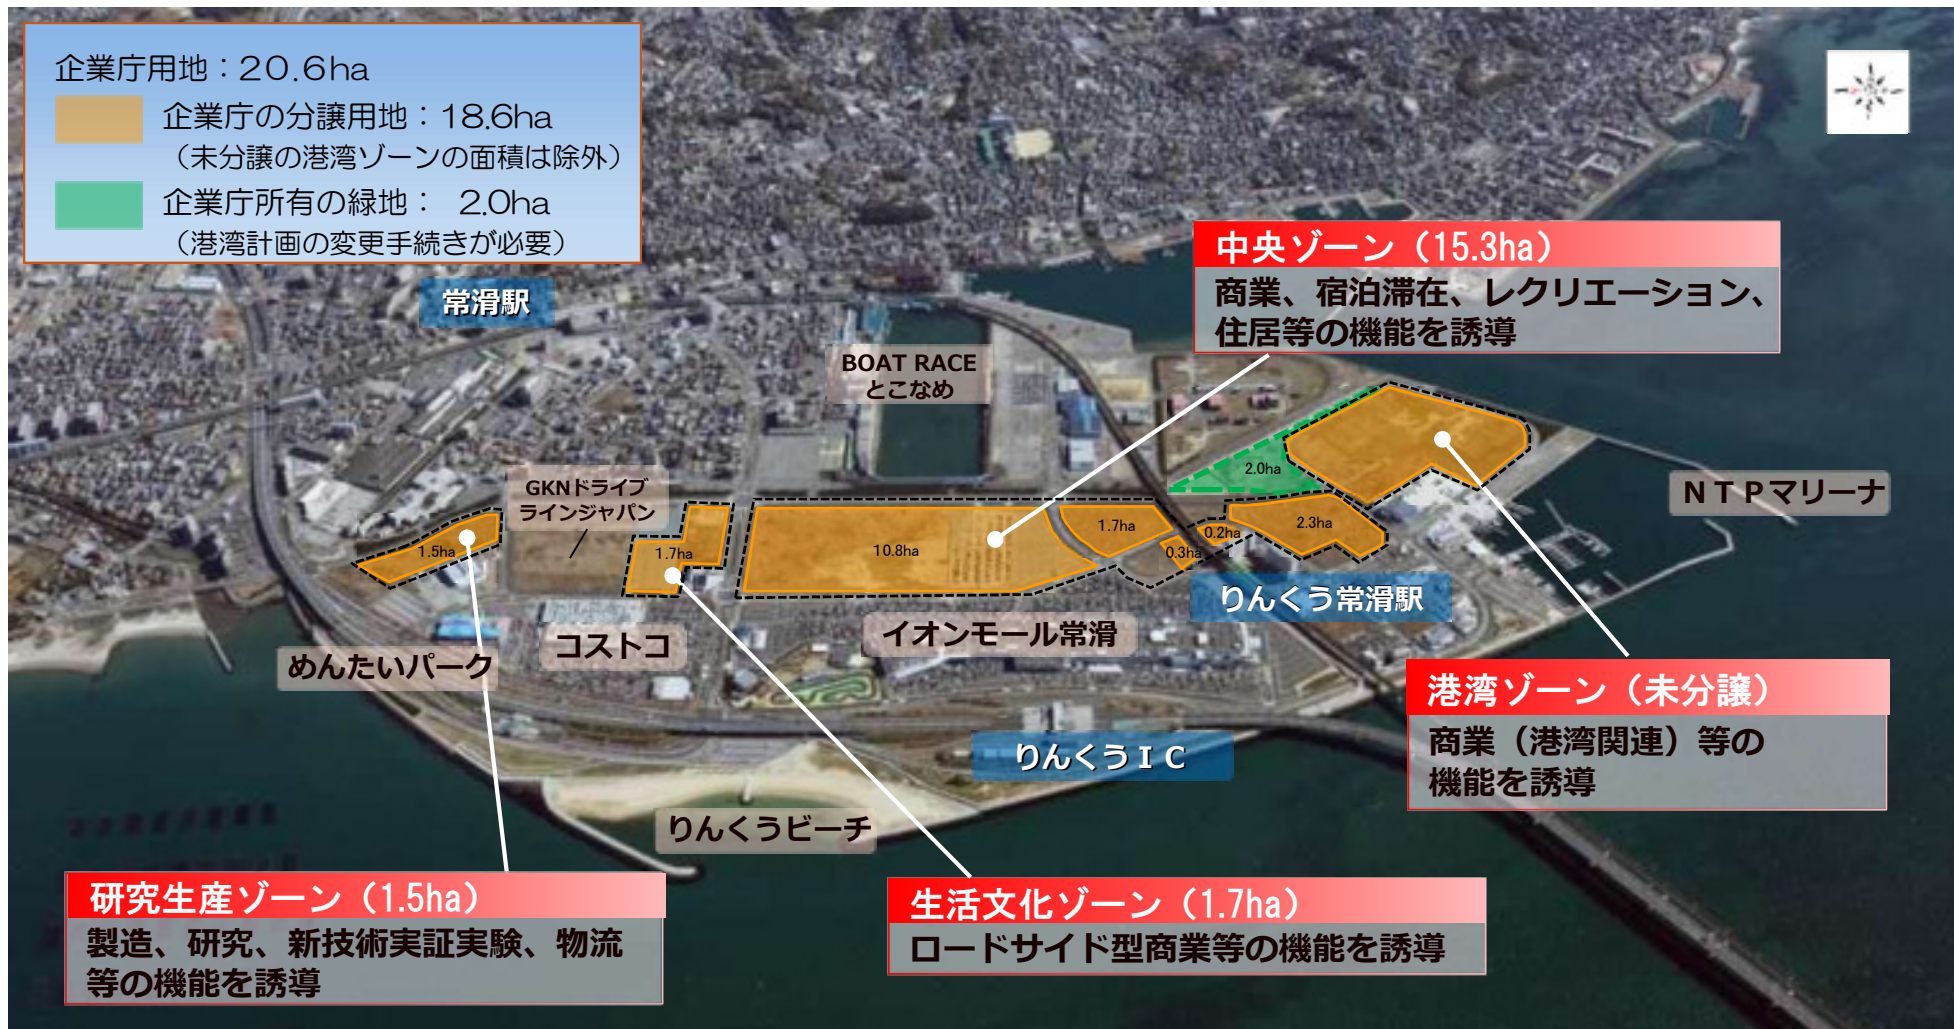 企業庁用地：20.6ha
企業庁の分譲用地：18.6ha
（未分譲の港湾ゾーンの面積は除外）
企業庁所有の緑地： 2.0ha
（港湾計画の変更手続きが必要）
常滑駅
BOAT RACE
とこなめ
中央ゾーン（15.3ha）
商業、宿泊滞在、レクリエーション、
住居等の機能を誘導
GKNドライブ
ラインジャパン
NTPマリーナ
2.0ha
1.5ha
1.7ha
10.8ha
1.7ha
0.3ha
0.2ha
2.3ha
りんくう常滑駅
めんたいパーク
コストコ
イオンモール常滑
港湾ゾーン（未分譲）
商業（港湾関連）等の
機能を誘導
りんくうＩＣ
りんくうビーチ
研究生産ゾーン（1.5ha）
製造、研究、新技術実証実験、物流
等の機能を誘導
生活文化ゾーン（1.7ha）
ロードサイド型商業等の機能を誘導